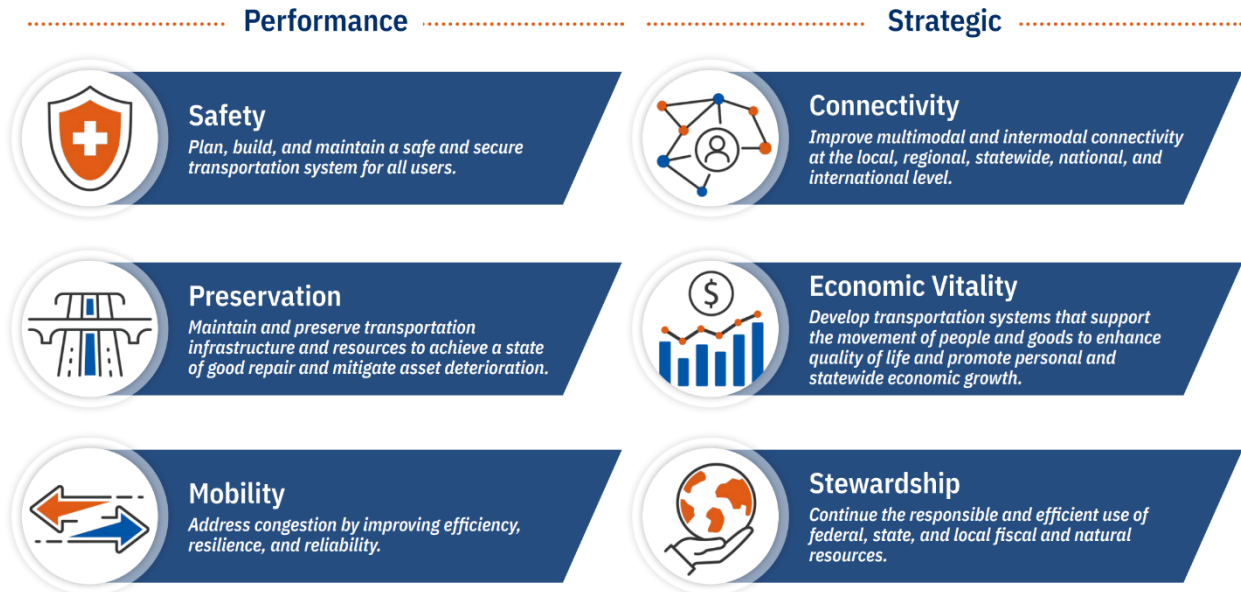 Performance
Safety
Plan, build, and maintain a safe and secure
transportation system for all users.
Preservation
Maintain and preserve transportation
infrastructure and resources to achieve a state
of good repair and mitigate asset deterioration.
Mobility
Address congestion by improving efficiency,
resilience, and reliability.
Strategic
Connectivity
Improve multimodal and intermodal connectivity
at the local, regional, statewide, national, and
international level.
Economic Vitality
$
Develop transportation systems that support
the movement of people and goods to enhance
quality of life and promote personal and
statewide economic growth.
Stewardship
Continue the responsible and efficient use of
federal, state, and local fiscal and natural
resources.